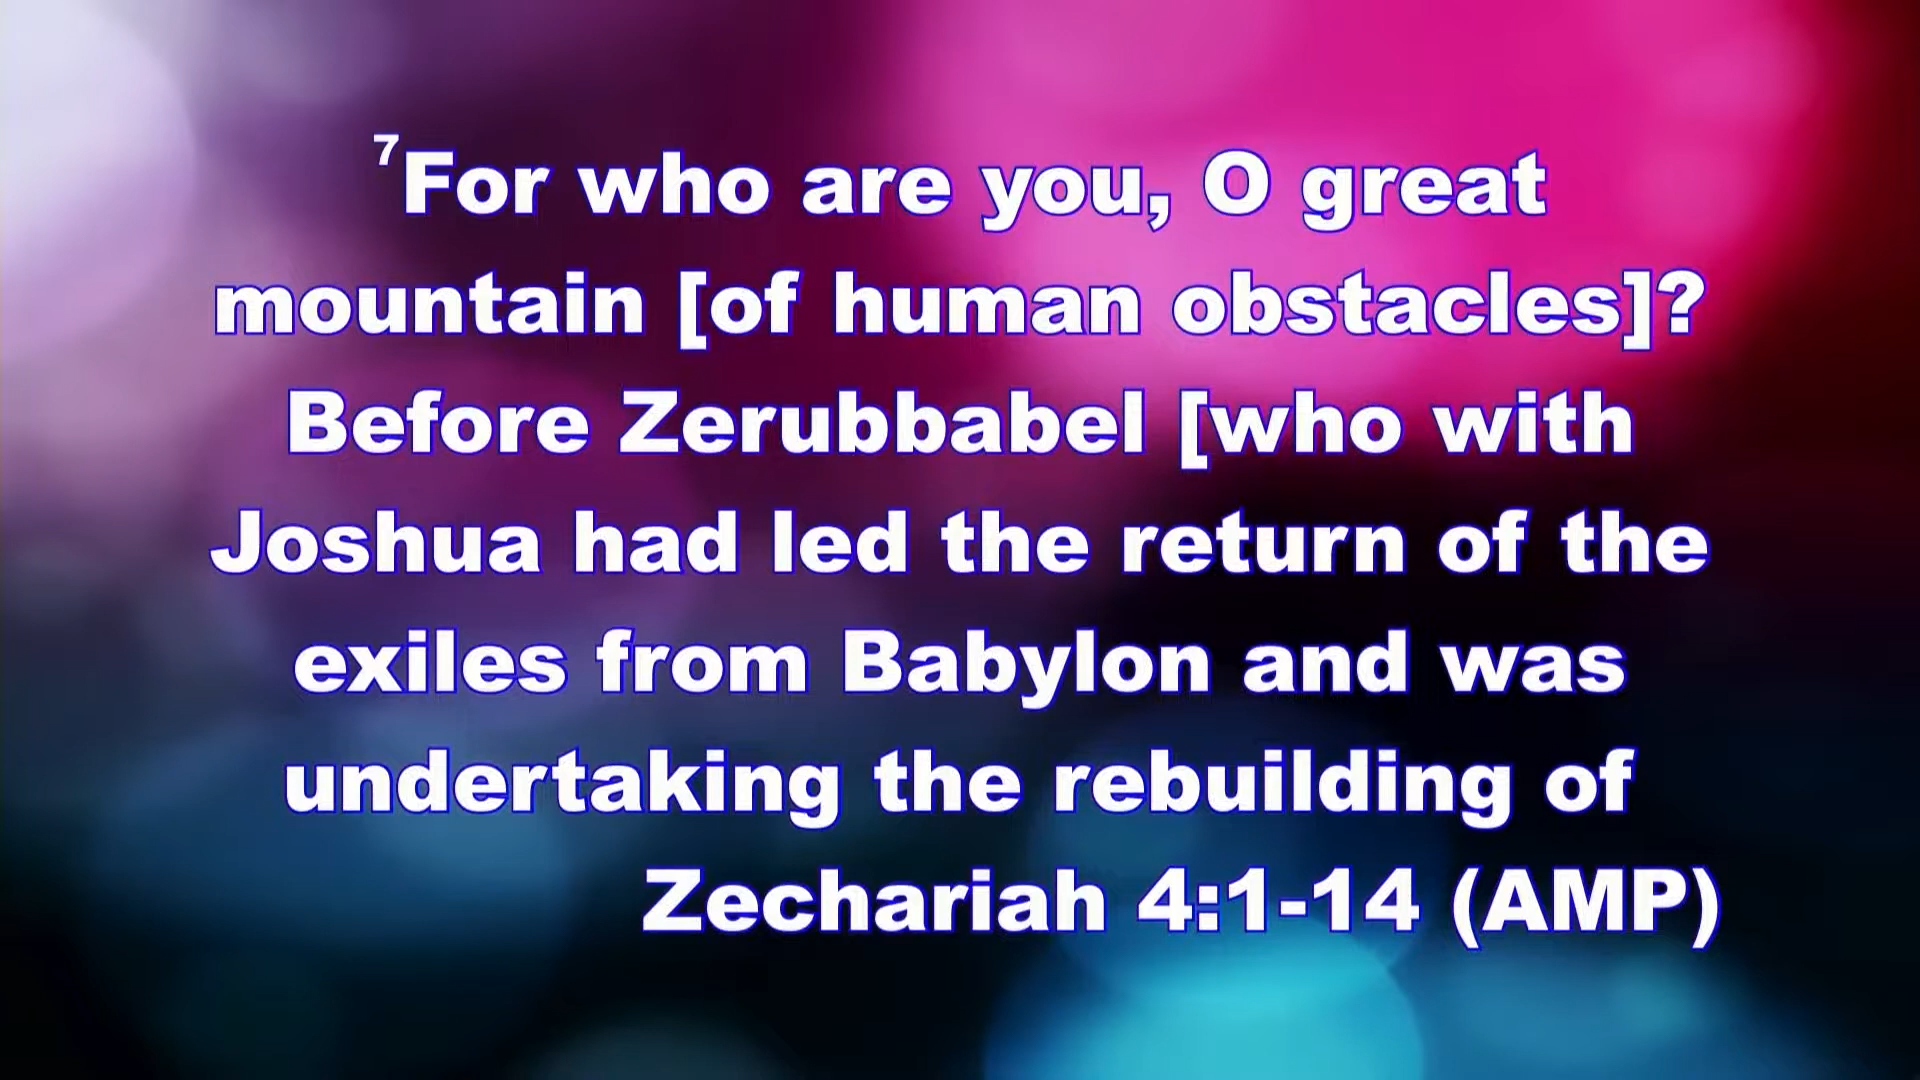 7For who are you, O great
mountain [of human obstacles]?
Before Zerubbabel [who with
Joshua had led the return of the
exiles from Babylon and was
undertaking the rebuilding of
Zechariah 4:1-14 (AMP)